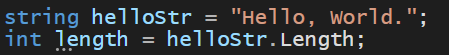 string helloStr = "Hello, World.";
int length = helloStr.Length;